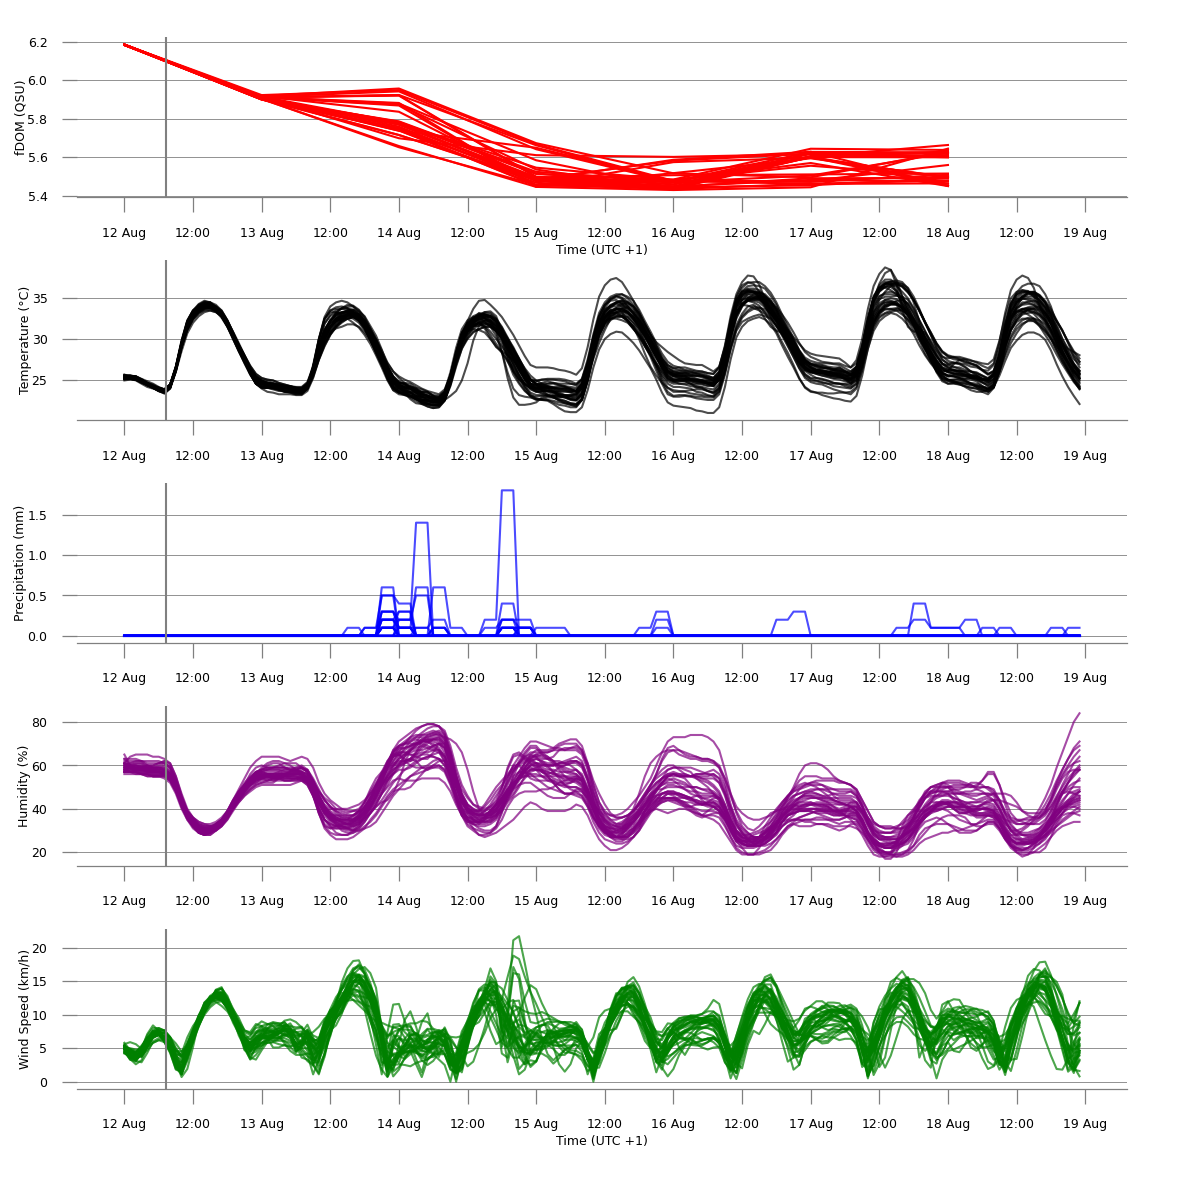 fDOM (QSU)
6.2
6.0
5.8
5.6
5.4
12 Aug 12:00 13 Aug 12:00 14 Aug 12:00 15 Aug 12:00 16 Aug 12:00 17 Aug 12:00 18 Aug 12:00 19 Aug
Time (UTC +1)
Temperature (°C)
35
30
25
12 Aug 12:00 13 Aug 12:00 14 Aug 12:00 15 Aug 12:00 16 Aug 12:00 17 Aug 12:00 18 Aug 12:00 19 Aug
Precipitation (mm)
1.5
1.0
0.5
0.0
12 Aug 12:00 13 Aug 12:00 14 Aug 12:00 15 Aug 12:00 16 Aug 12:00 17 Aug 12:00 18 Aug 12:00 19 Aug
Humidity (%)
80
60
40
20
12 Aug 12:00 13 Aug 12:00 14 Aug 12:00 15 Aug 12:00 16 Aug 12:00 17 Aug 12:00 18 Aug 12:00 19 Aug
Wind Speed (km/h)
20
15
10
5
0
12 Aug 12:00 13 Aug 12:00 14 Aug 12:00 15 Aug 12:00 16 Aug 12:00 17 Aug 12:00 18 Aug 12:00 19 Aug
Time (UTC +1)